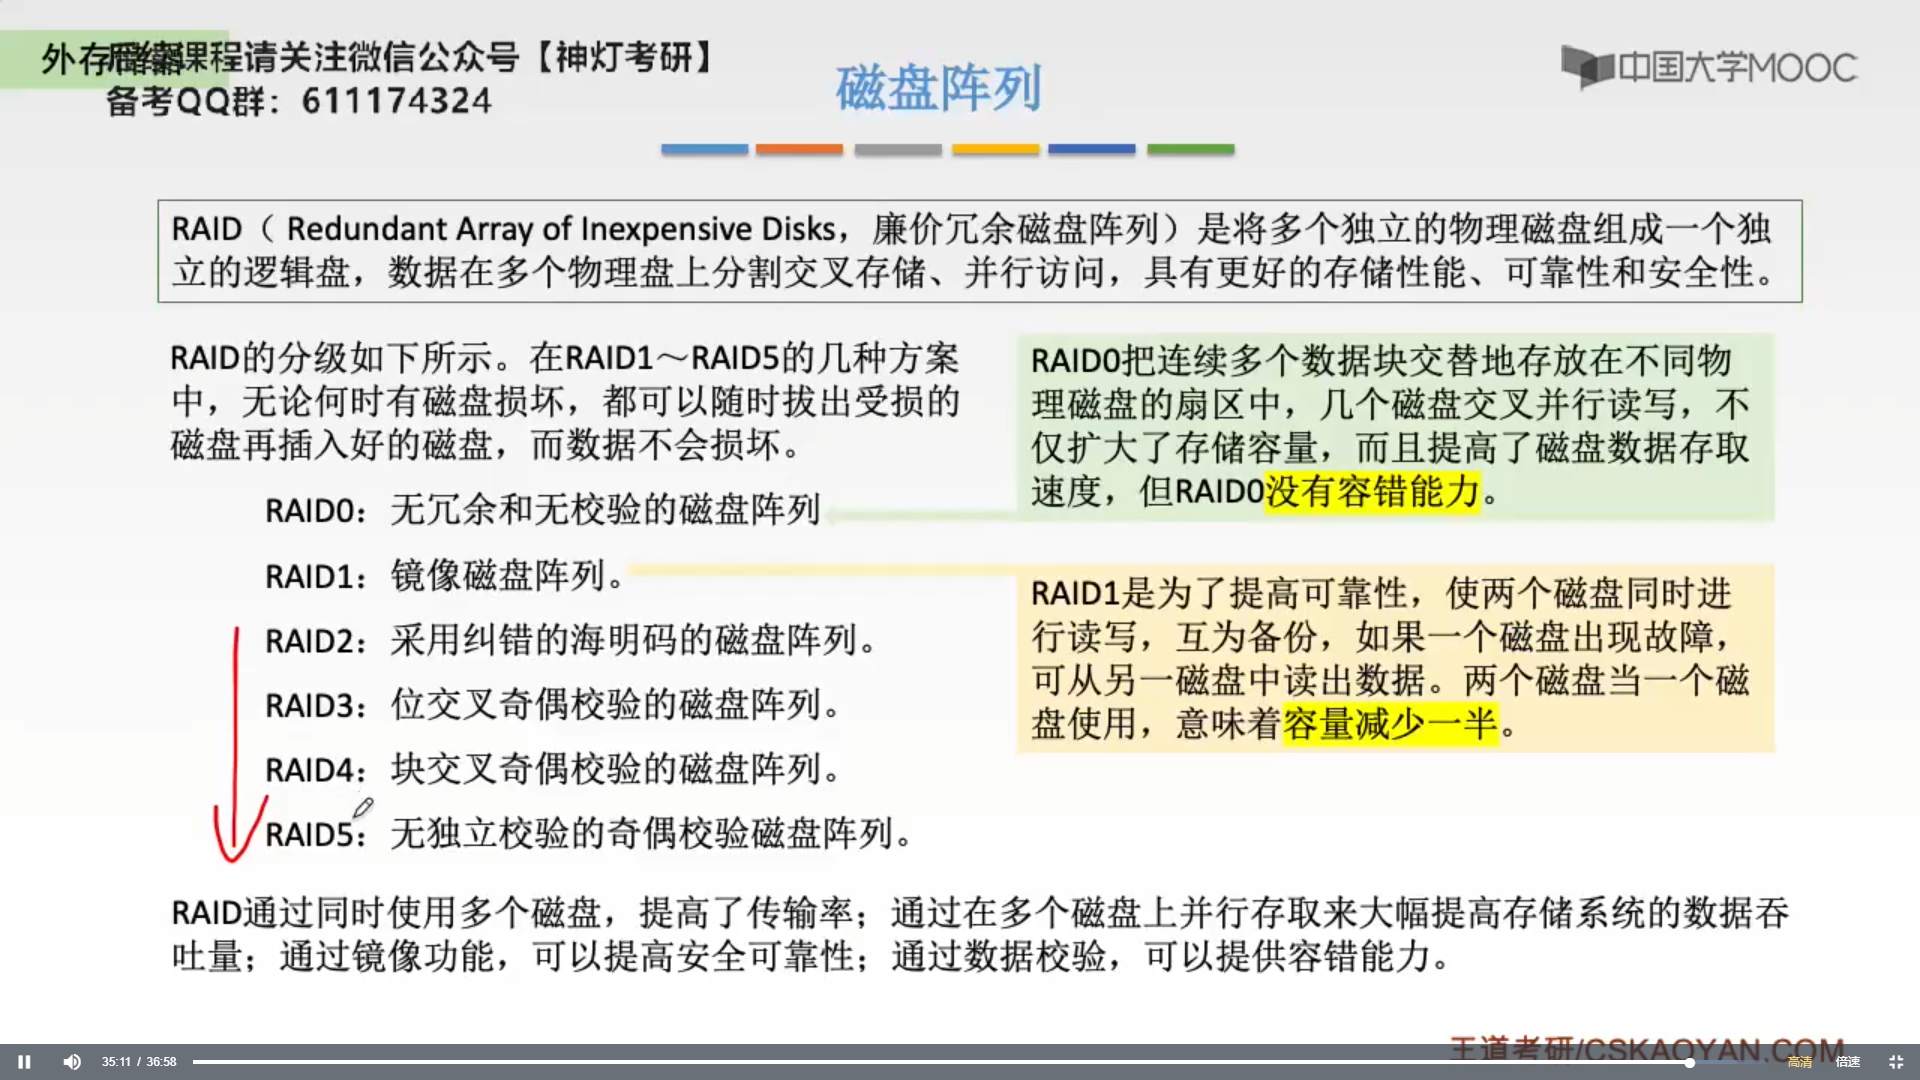 外存储器
后续课程请关注微信公众号【神灯考研】
备考QQ群：611174324
磁盘阵列
中国大学MOOC
RAID（ Redundant Array of Inexpensive Disks，廉价冗余磁盘阵列）是将多个独立的物理磁盘组成一个独
立的逻辑盘，数据在多个物理盘上分割交叉存储、并行访问，具有更好的存储性能、可靠性和安全性。
RAID的分级如下所示。在RAID1～RAID5的几种方案
中，无论何时有磁盘损坏，都可以随时拔出受损的
磁盘再插入好的磁盘，而数据不会损坏。
RAID0：无冗余和无校验的磁盘阵列
RAID1：镜像磁盘阵列。
RAID2：采用纠错的海明码的磁盘阵列。
RAID3：位交叉奇偶校验的磁盘阵列。
RAID4：块交叉奇偶校验的磁盘阵列。
RAID5：无独立校验的奇偶校验磁盘阵列。
RAID0把连续多个数据块交替地存放在不同物
理磁盘的扇区中，几个磁盘交叉并行读写，不
仅扩大了存储容量，而且提高了磁盘数据存取
速度，但RAID0没有容错能力。
RAID1是为了提高可靠性，使两个磁盘同时进
行读写，互为备份，如果一个磁盘出现故障，
可从另一磁盘中读出数据。两个磁盘当一个磁
盘使用，意味着容量减少一半。
RAID通过同时使用多个磁盘，提高了传输率；通过在多个磁盘上并行存取来大幅提高存储系统的数据吞
吐量；通过镜像功能，可以提高安全可靠性；通过数据校验，可以提供容错能力。
王道考研/CSKAOYAN.COM
35:11 / 36:58
高清
倍速